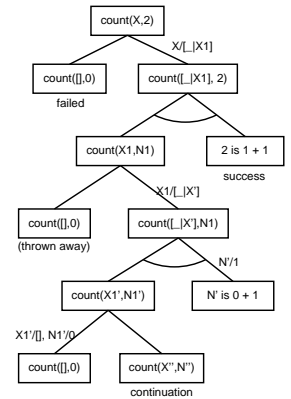 count(X,2)
X/[_|X1]
count([],0)
count([_|X1], 2)
failed
count(X1,N1)
2 is 1 + 1
success
X1/[_|X']
count([],0)
count([_|X'],N1)
(thrown away)
N'/1
count(X1',N1')
N' is 0 + 1
X1'/[], N1'/0
count([],0)
count(X'',N'')
continuation